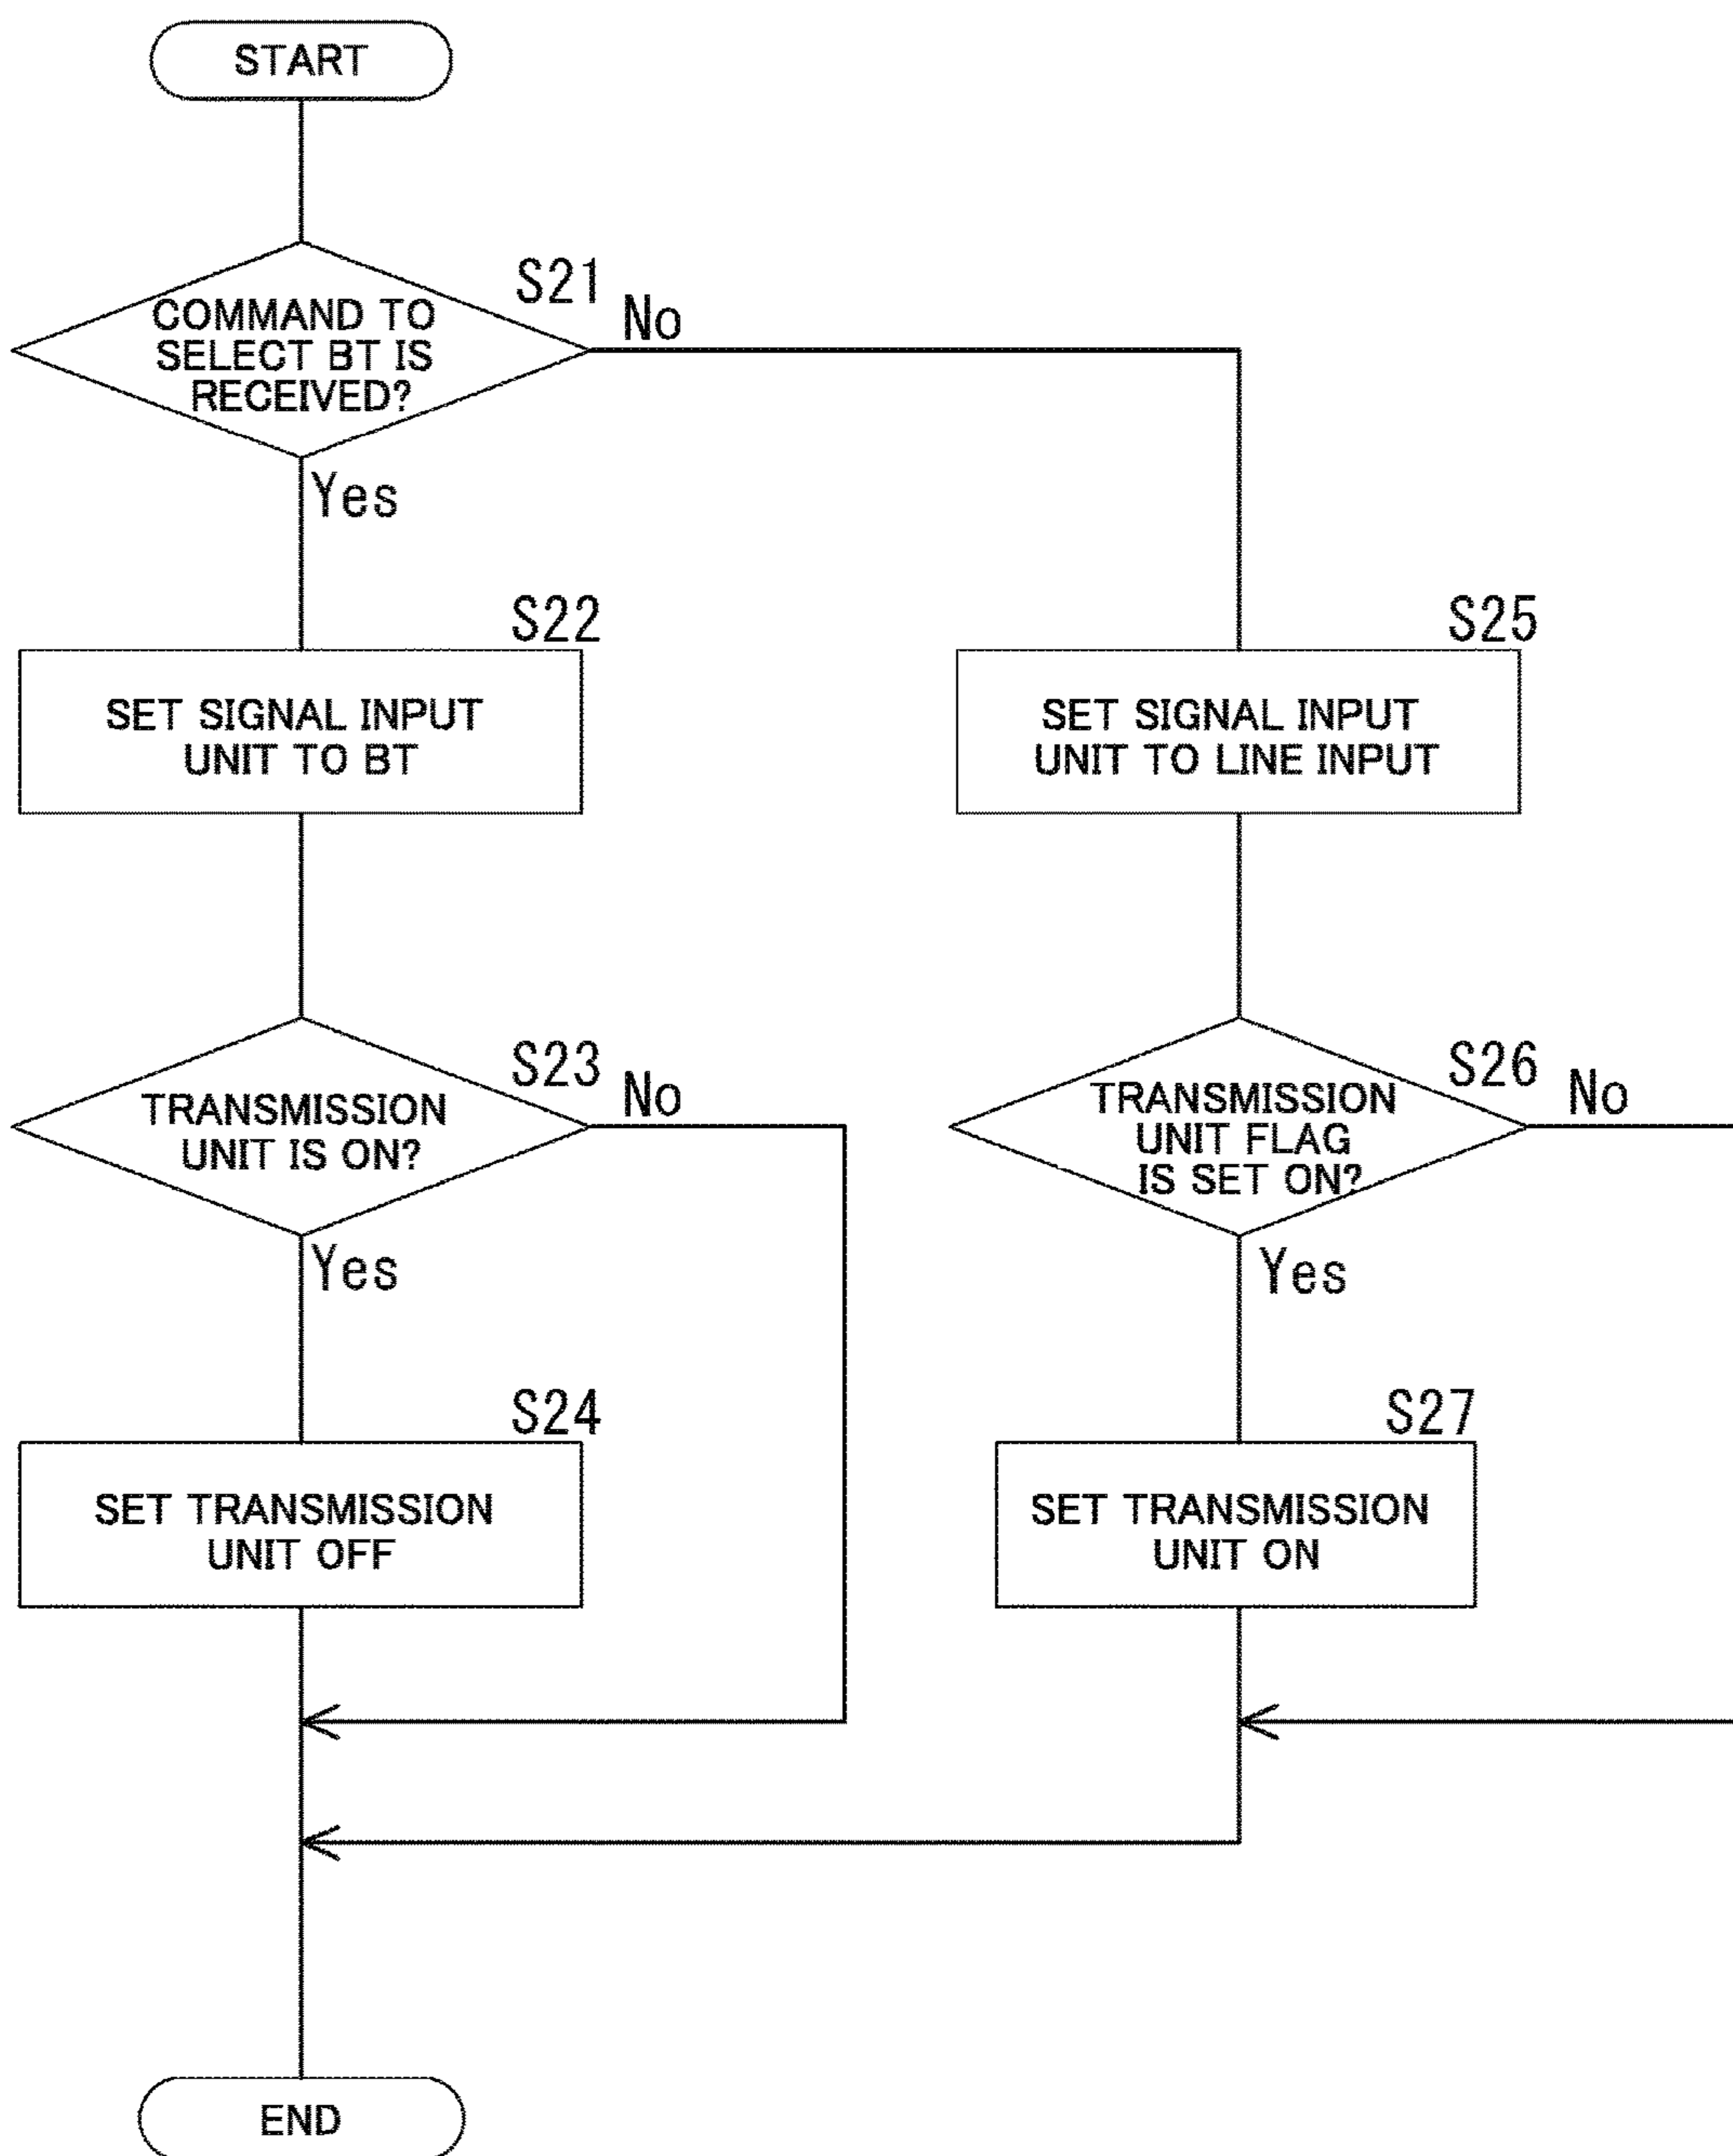 START
S21
COMMAND TO
SELECT BT IS
RECEIVED?
No
Yes
S22
SET SIGNAL INPUT
UNIT TO BT
S23
TRANSMISSION
UNIT IS ON?
No
Yes
S24
SET TRANSMISSION
UNIT OFF
S25
SET SIGNAL INPUT
UNIT TO LINE INPUT
S26
TRANSMISSION
UNIT FLAG
IS SET ON?
No
Yes
S27
SET TRANSMISSION
UNIT ON
END